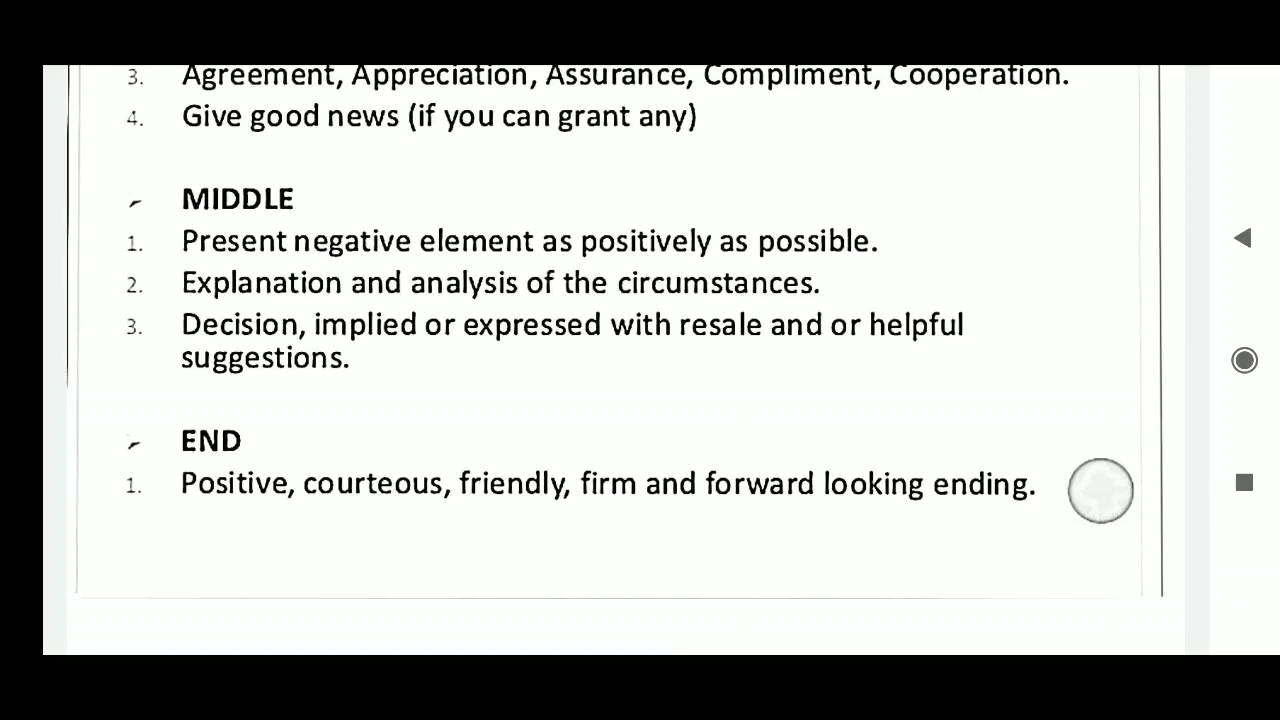 3. Agreement, Appreciation, Assurance, Compliment, Cooperation.
4. Give good news (if you can grant any)
MIDDLE
1. Present negative element as positively as possible.
2. Explanation and analysis of the circumstances.
3. Decision, implied or expressed with resale and or helpful
suggestions.
END
1. Positive, courteous, friendly, firm and forward looking ending.